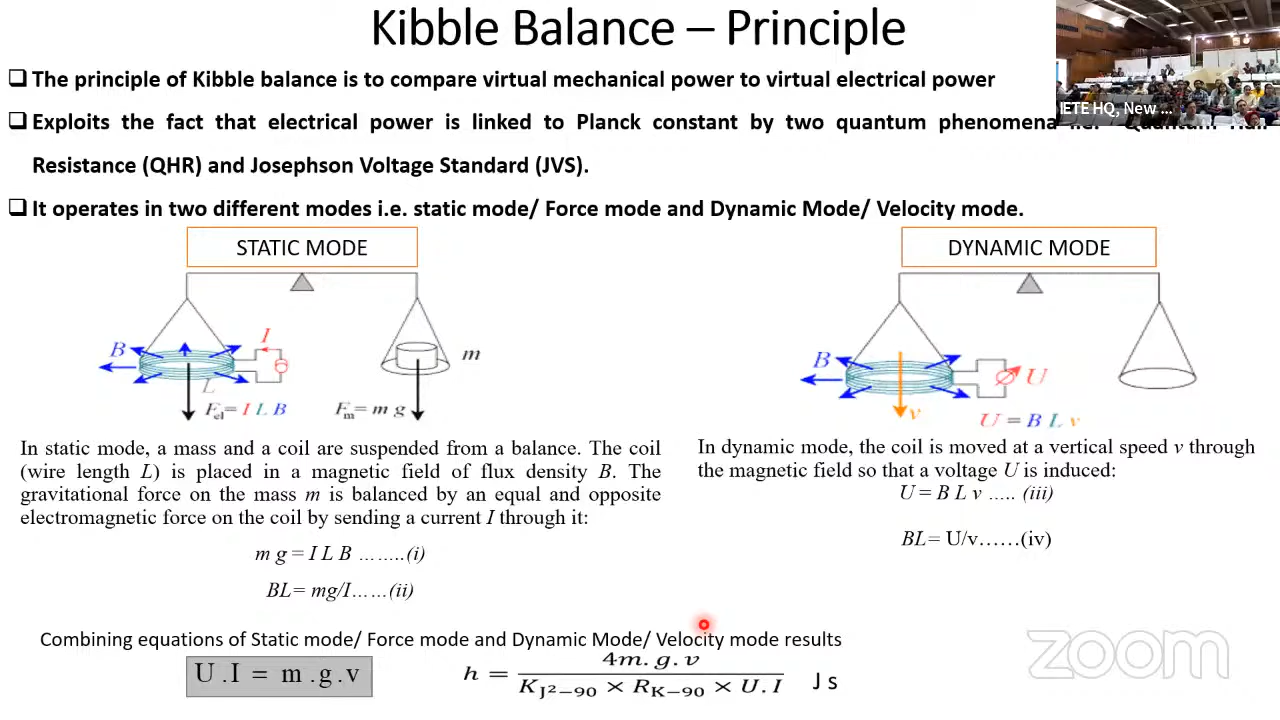 Kibble Balance – Principle
IETE HQ, New ...
The principle of Kibble balance is to compare virtual mechanical power to virtual electrical power
Exploits the fact that electrical power is linked to Planck constant by two quantum phenomena
Resistance (QHR) and Josephson Voltage Standard (JVS).
It operates in two different modes i.e. static mode/ Force mode and Dynamic Mode/ Velocity mode.
STATIC MODE
B
I
L
m
Fel = I L B
Fm = m g
In static mode, a mass and a coil are suspended from a balance. The coil
(wire length L) is placed in a magnetic field of flux density B. The
gravitational force on the mass m is balanced by an equal and opposite
electromagnetic force on the coil by sending a current I through it:
m g = I L B ……..(i)
BL= mg/I……(ii)
DYNAMIC MODE
B
U
v
U = B L v
In dynamic mode, the coil is moved at a vertical speed v through
the magnetic field so that a voltage U is induced:
U = B L v ….. (iii)
BL= U/v……(iv)
Combining equations of Static mode/ Force mode and Dynamic Mode/ Velocity mode results
U .I = m .g .v
h = 4m. g. v / K_J²−90 × R_K−90 × U. I J s
zoom